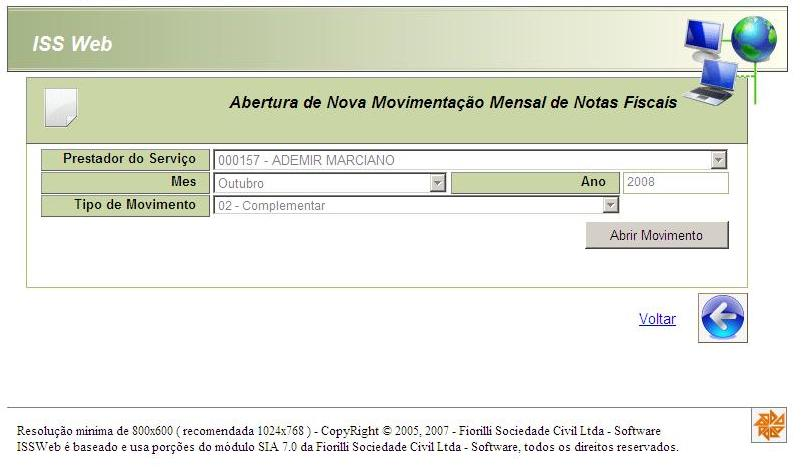 ISS Web
Abertura de Nova Movimentação Mensal de Notas Fiscais
Prestador do Serviço 000157 - ADEMIR MARCIANO
Mes Outubro Ano 2008
Tipo de Movimento 02 - Complementar
Abrir Movimento
Voltar
Resolução minima de 800x600 ( recomendada 1024x768 ) - CopyRight © 2005, 2007 - Fiorilli Sociedade Civil Ltda - Software
ISSWeb é baseado e usa porções do módulo SIA 7.0 da Fiorilli Sociedade Civil Ltda - Software, todos os direitos reservados.